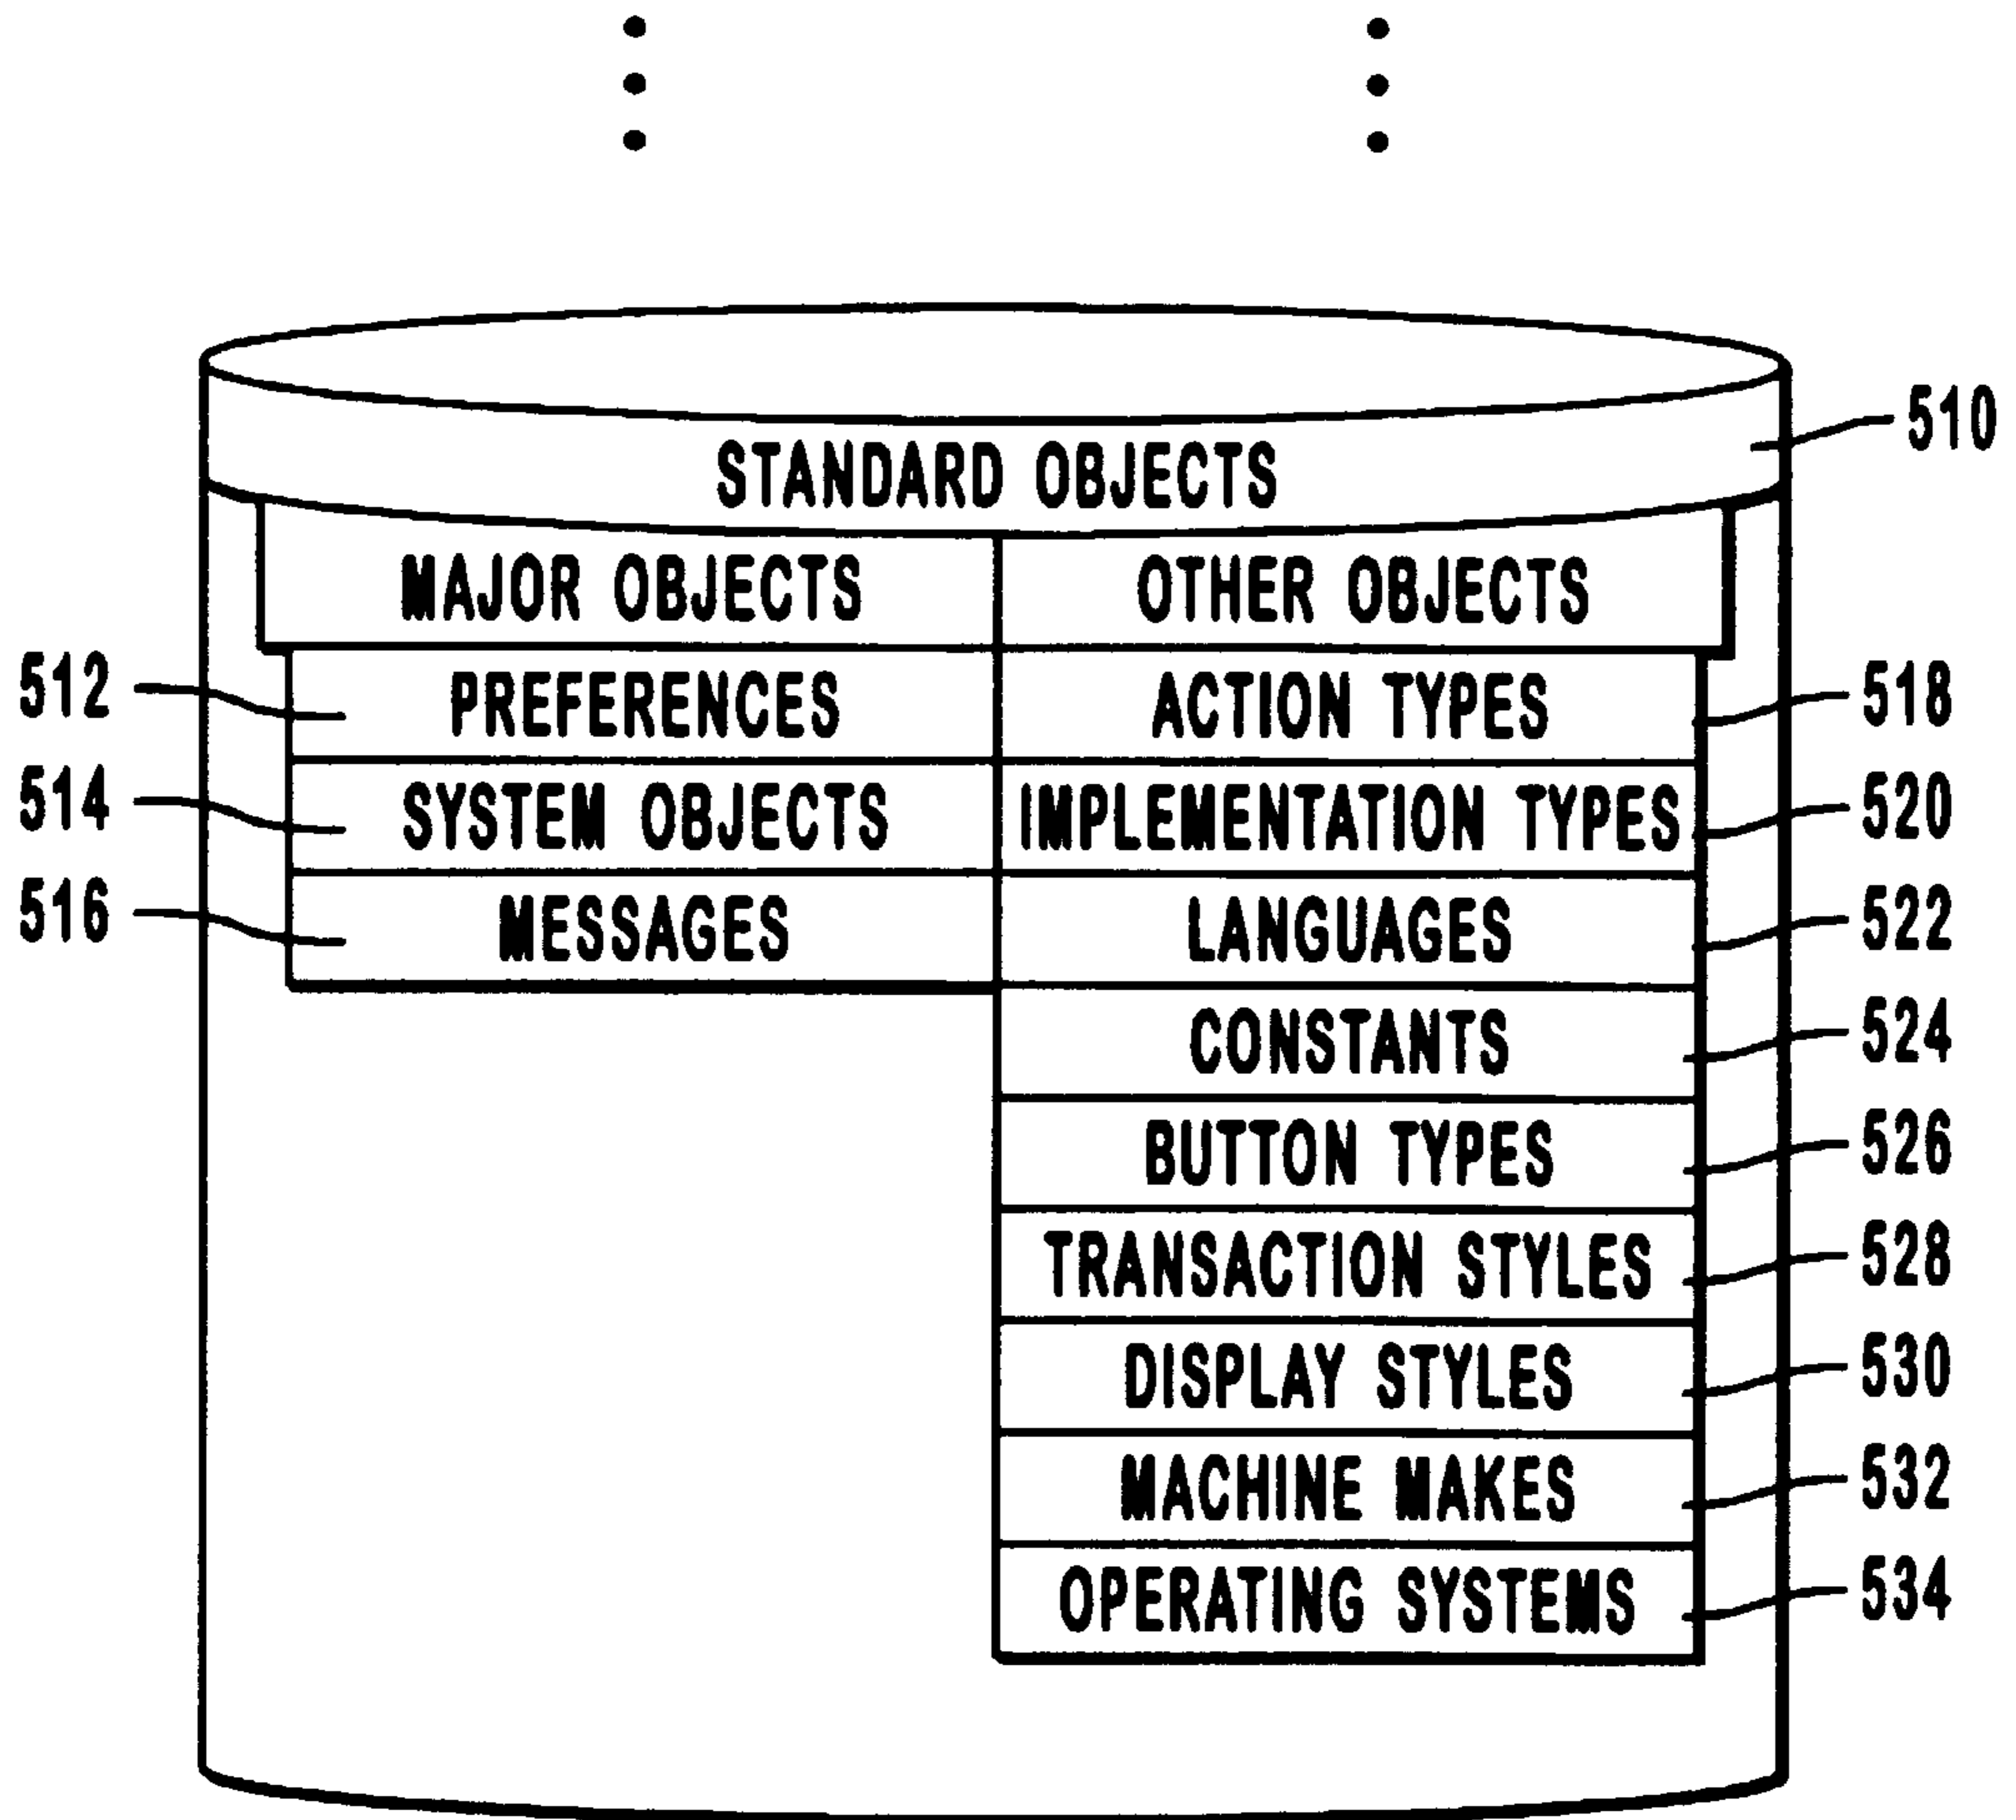 510
STANDARD OBJECTS
MAJOR OBJECTS OTHER OBJECTS
512 PREFERENCES ACTION TYPES 518
514 SYSTEM OBJECTS IMPLEMENTATION TYPES 520
516 MESSAGES LANGUAGES 522
CONSTANTS 524
BUTTON TYPES 526
TRANSACTION STYLES 528
DISPLAY STYLES 530
MACHINE MAKES 532
OPERATING SYSTEMS 534